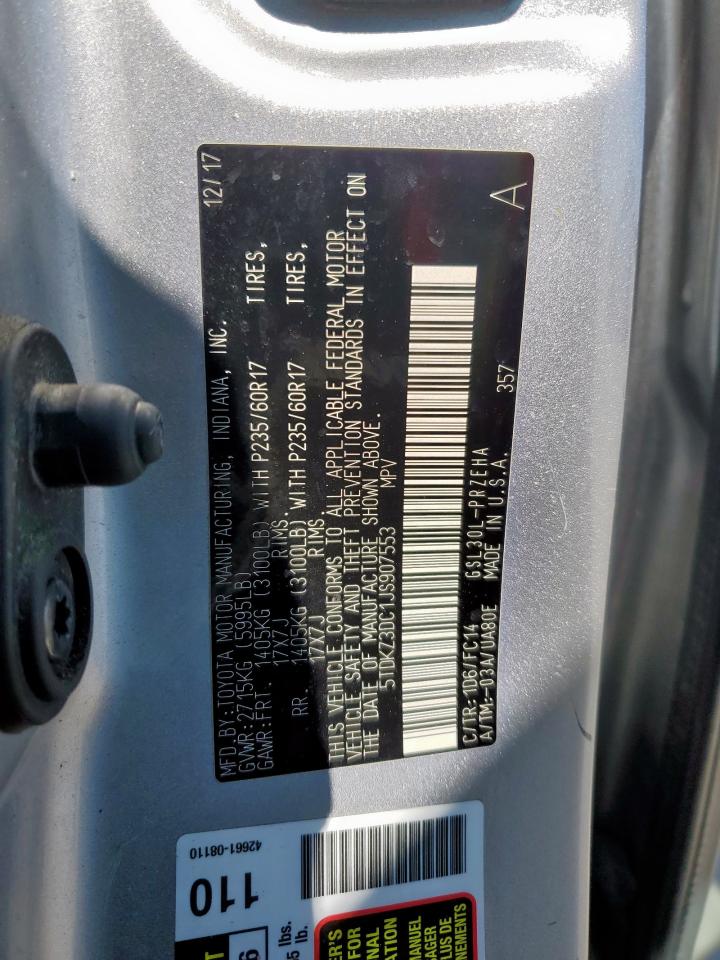 MFD.BY:TOYOTA MOTOR MANUFACTURING, INDIANA, INC. 12/17
GVWR:2715KG (5995LB)
GAWR:FRT. 1405KG (3100LB) WITH P235/60R17 TIRES,
17X7J RIMS.
RR. 1405KG (3100LB) WITH P235/60R17 TIRES,
17X7J RIMS.
THIS VEHICLE CONFORMS TO ALL APPLICABLE FEDERAL MOTOR
VEHICLE SAFETY AND THEFT PREVENTION STANDARDS IN EFFECT ON
THE DATE OF MANUFACTURE SHOWN ABOVE.
5TDKZ3DC1JS907553 MPV
C/TR:1D6/FC14 GSL30L-PRZEHA 357
A/TM:-03A/UA80E MADE IN U.S.A.
A
42661-08110
110